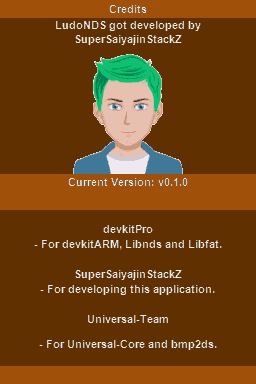 Credits
LudoNDS got developed by
SuperSaiyajinStackZ
Current Version: v0.1.0
devkitPro
- For devkitARM, Libnds and Libfat.
SuperSaiyajinStackZ
- For developing this application.
Universal-Team
- For Universal-Core and bmp2ds.